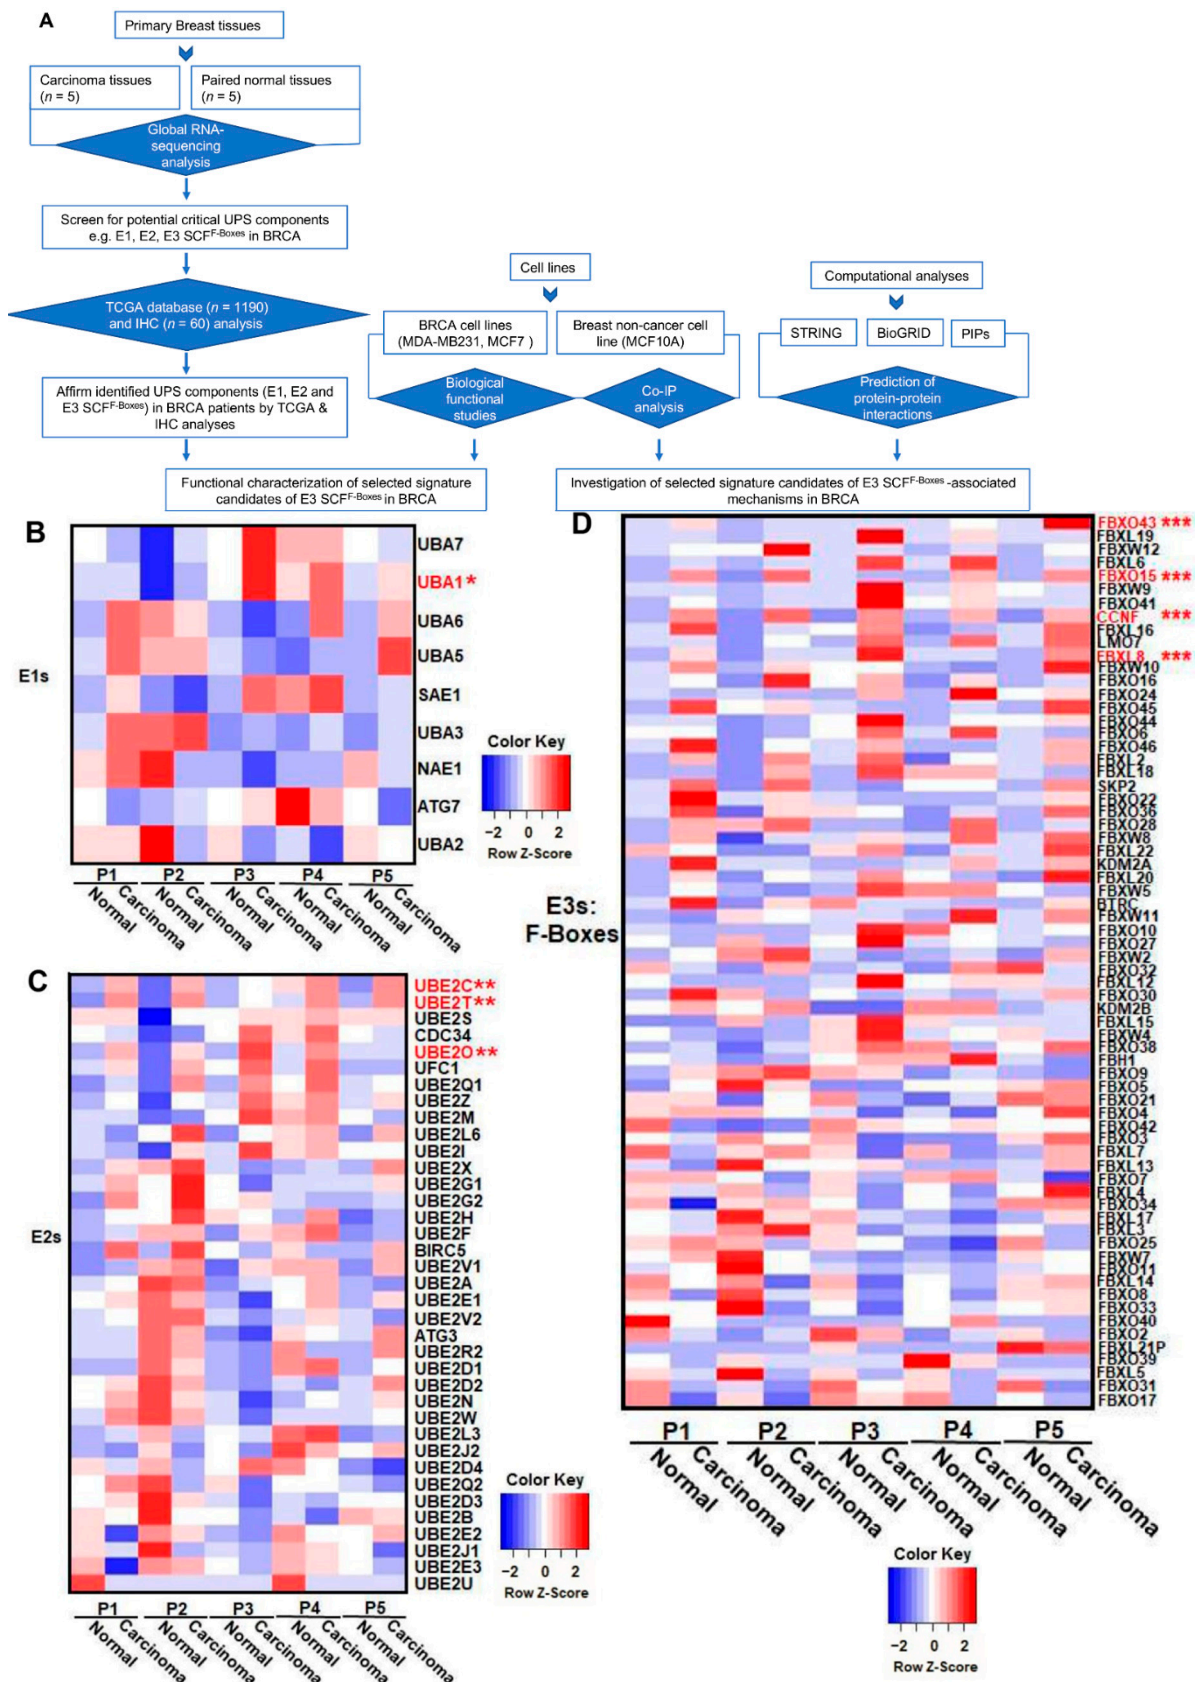 A
Primary Breast tissues
Carcinoma tissues
(n = 5)
Paired normal tissues
(n = 5)
Global RNA-
sequencing
analysis
Screen for potential critical UPS components
e.g. E1, E2, E3 SCF^F-Boxes in BRCA
TCGA database (n = 1190)
and IHC (n = 60) analysis
Affirm identified UPS components (E1, E2 and
E3 SCF^F-Boxes) in BRCA patients by TCGA &
IHC analyses
Cell lines
BRCA cell lines
(MDA-MB231, MCF7 )
Breast non-cancer cell
line (MCF10A)
Biological
functional
studies
Co-IP
analysis
Computational analyses
STRING
BioGRID
PIPs
Prediction of
protein-protein
interactions
Functional characterization of selected signature
candidates of E3 SCF^F-Boxes in BRCA
Investigation of selected signature candidates of E3 SCF^F-Boxes -associated
mechanisms in BRCA
B
E1s
UBA7
UBA1 *
UBA6
UBA5
SAE1
UBA3
NAE1
ATG7
UBA2
Color Key
−2 0 2
Row Z-Score
P1 P2 P3 P4 P5
Normal Carcinoma Normal Carcinoma Normal Carcinoma Normal Carcinoma Normal Carcinoma
C
E2s
UBE2C **
UBE2T **
UBE2S
CDC34
UBE2O **
UFC1
UBE2Q1
UBE2Z
UBE2M
UBE2L6
UBE2I
UBE2X
UBE2G1
UBE2G2
UBE2H
UBE2F
BIRC5
UBE2V1
UBE2A
UBE2E1
UBE2V2
ATG3
UBE2R2
UBE2D1
UBE2D2
UBE2N
UBE2W
UBE2L3
UBE2J2
UBE2D4
UBE2Q2
UBE2D3
UBE2B
UBE2E2
UBE2J1
UBE2E3
UBE2U
Color Key
−2 0 2
Row Z-Score
P1 P2 P3 P4 P5
Normal Carcinoma Normal Carcinoma Normal Carcinoma Normal Carcinoma Normal Carcinoma
D
E3s:
F-Boxes
FBXO43 ***
FBXL19
FBXW12
FBXL6
FBXO15 ***
FBXW9
FBXO41
CCNF ***
FBXL16
LMO7
FBXL8 ***
FBXW10
FBXO16
FBXO24
FBXO45
FBXO44
FBXO6
FBXO46
FBXL2
FBXL18
SKP2
FBXO22
FBXO36
FBXO28
FBXW8
FBXL22
KDM2A
FBXL20
FBXW5
BTRC
FBXW11
FBXO10
FBXO27
FBXW2
FBXO32
FBXL12
FBXO30
KDM2B
FBXL15
FBXW4
FBXO38
FBH1
FBXO9
FBXO5
FBXO21
FBXO4
FBXO42
FBXO3
FBXL7
FBXL13
FBXO7
FBXL4
FBXO34
FBXL17
FBXL3
FBXO25
FBXW7
FBXO11
FBXL14
FBXO8
FBXO33
FBXO40
FBXO2
FBXL21P
FBXO39
FBXL5
FBXO31
FBXO17
P1 P2 P3 P4 P5
Normal Carcinoma Normal Carcinoma Normal Carcinoma Normal Carcinoma Normal Carcinoma
Color Key
−2 0 2
Row Z-Score